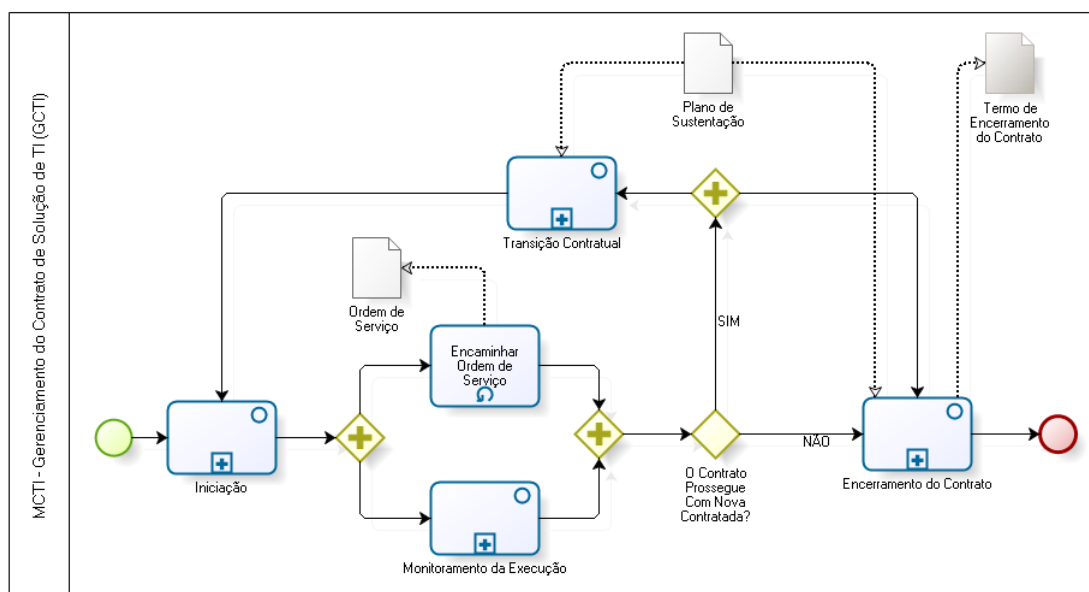 MCTI - Gerenciamento do Contrato de Solução de TI (GCTI)
Plano de
Sustentação
Termo de
Encerramento
do Contrato
Transição Contratual
Ordem de
Serviço
SIM
Encaminhar
Ordem de
Serviço
Iniciação
NÃO
O Contrato
Prossegue
Com Nova
Contratada?
Encerramento do Contrato
Monitoramento da Execução